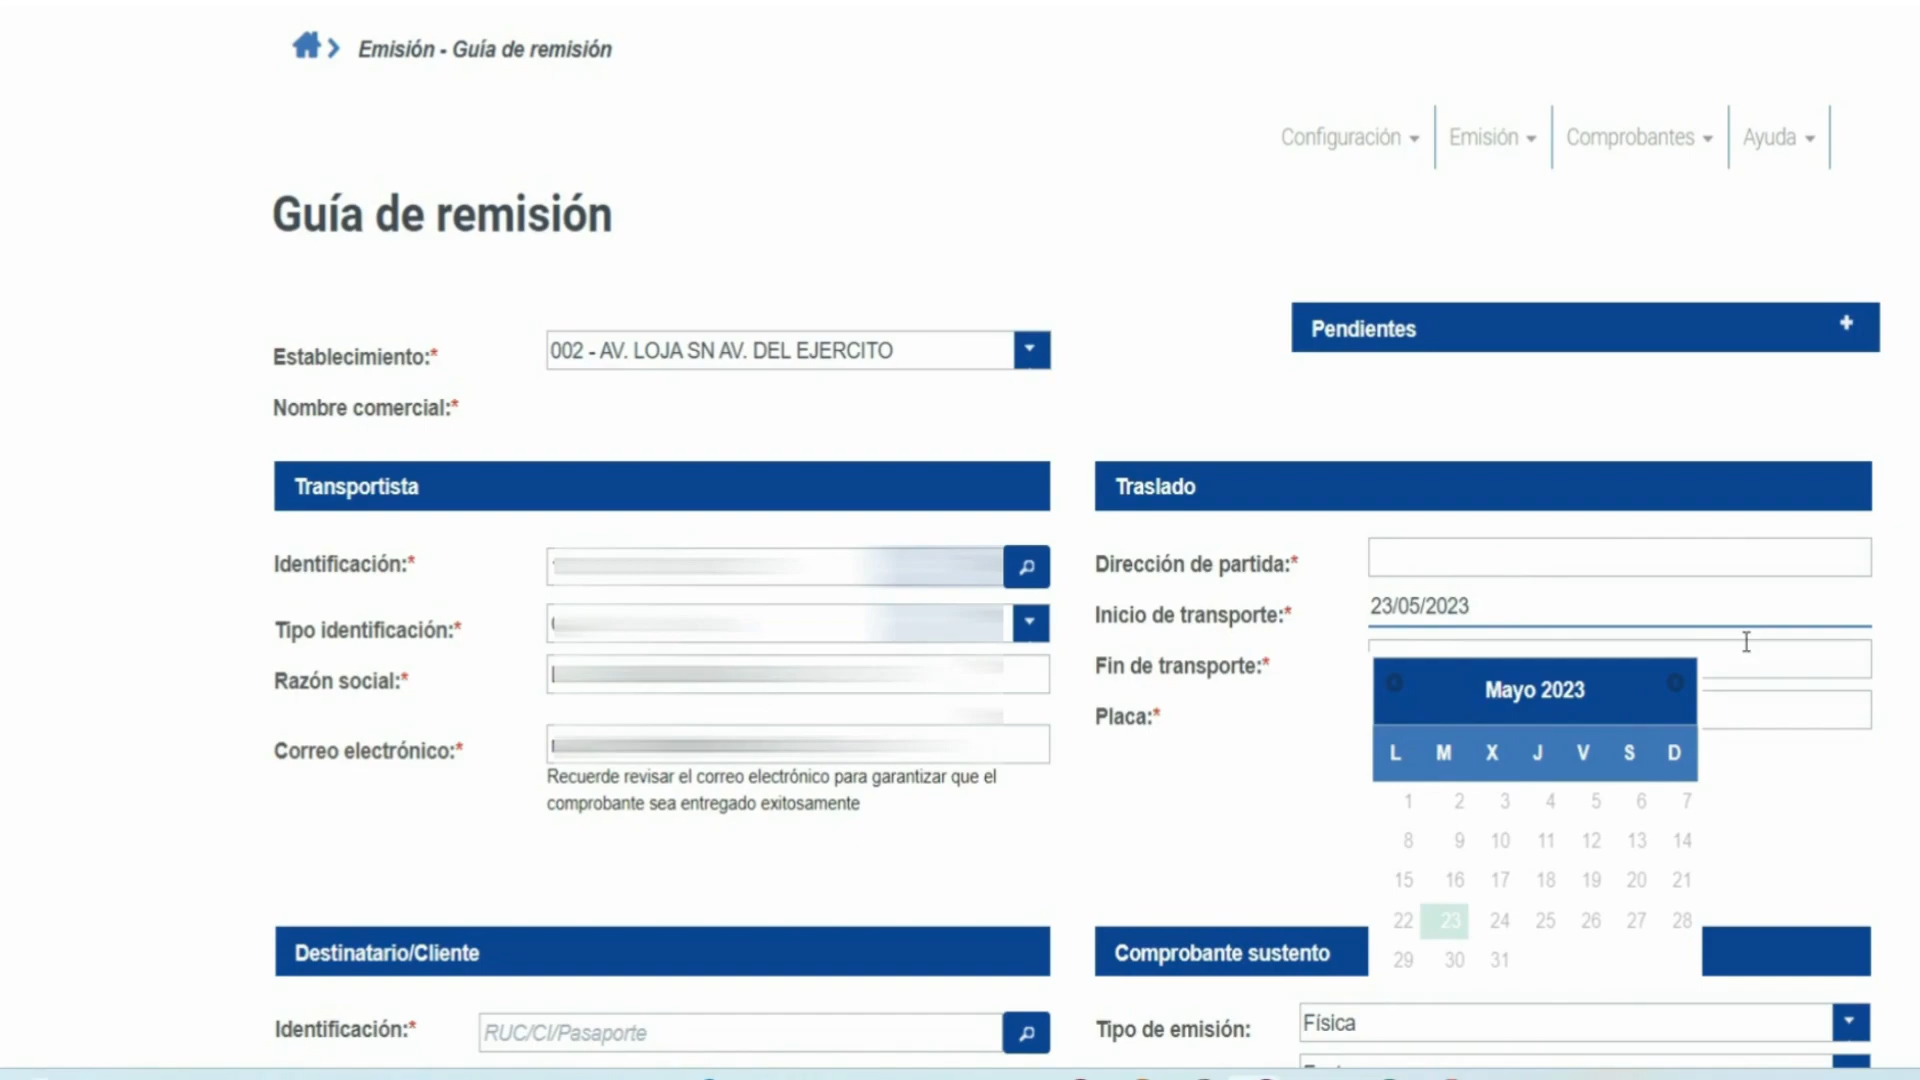 Emisión - Guía de remisión
Configuración
Emisión
Comprobantes
Ayuda
Guía de remisión
Pendientes +
Establecimiento:* 002 - AV. LOJA SN AV. DEL EJERCITO
Nombre comercial:*
Transportista
Identificación:*
Tipo identificación:*
Razón social:*
Correo electrónico:*
Recuerde revisar el correo electrónico para garantizar que el
comprobante sea entregado exitosamente
Traslado
Dirección de partida:*
Inicio de transporte:* 23/05/2023
Fin de transporte:*
Placa:*
Mayo 2023
L M X J V S D
1 2 3 4 5 6 7
8 9 10 11 12 13 14
15 16 17 18 19 20 21
22 23 24 25 26 27 28
29 30 31
Destinatario/Cliente
Identificación:* RUC/CI/Pasaporte
Comprobante sustento
Tipo de emisión: Física